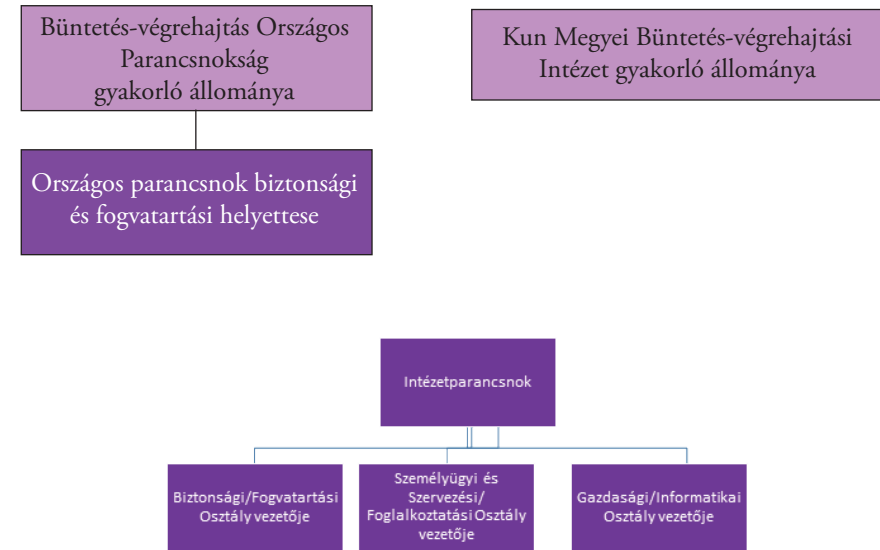 Büntetés-végrehajtás Országos
Parancsnokság
gyakorló állománya
Kun Megyei Büntetés-végrehajtási
Intézet gyakorló állománya
Országos parancsnok biztonsági
és fogvatartási helyettese
Intézetparancsnok
Biztonsági/Fogvatartási
Osztály vezetője
Személyügyi és
Szervezési/
Foglalkoztatási Osztály
vezetője
Gazdasági/Informatikai
Osztály vezetője